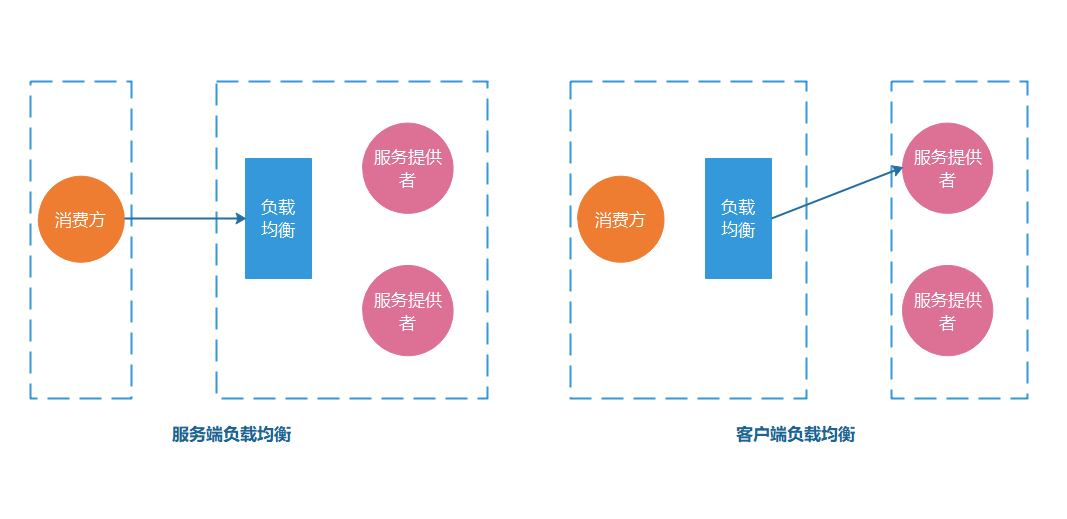 消费方
负载
均衡
服务提供
者
服务提供
者
服务端负载均衡
消费方
负载
均衡
服务提供
者
服务提供
者
客户端负载均衡